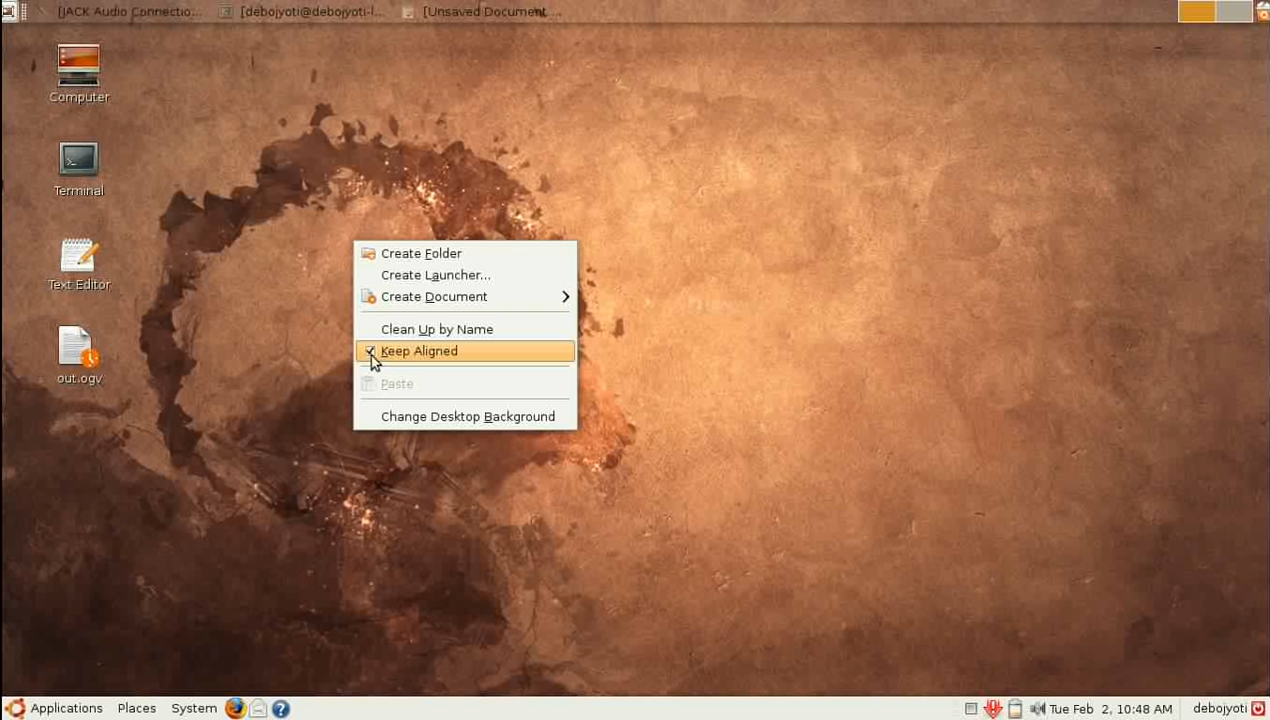 [JACK Audio Connectio... [debojyoti@debojyoti-l... [Unsaved Document ...
Computer
Terminal
Text Editor
out.ogv
Create Folder
Create Launcher...
Create Document
Clean Up by Name
Keep Aligned
Paste
Change Desktop Background
Applications Places System ? Tue Feb 2, 10:48 AM debojyoti